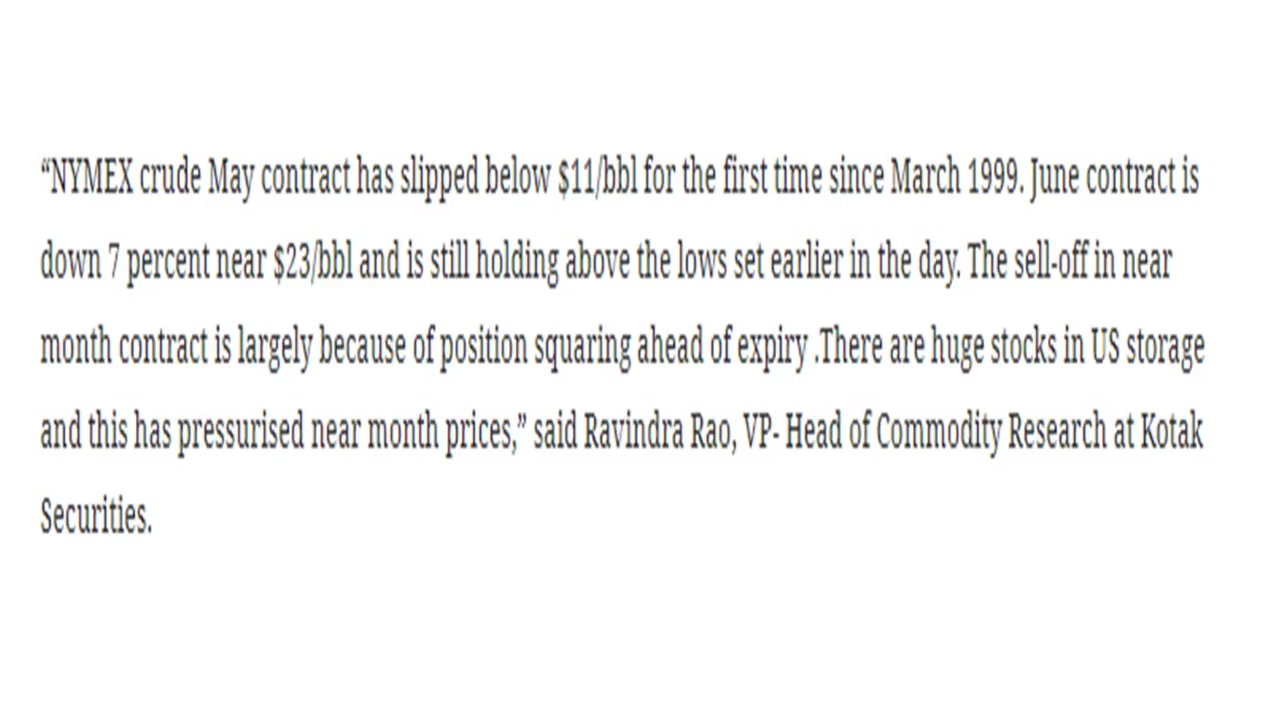 “NYMEX crude May contract has slipped below $11/bbl for the first time since March 1999. June contract is
down 7 percent near $23/bbl and is still holding above the lows set earlier in the day. The sell-off in near
month contract is largely because of position squaring ahead of expiry .There are huge stocks in US storage
and this has pressurised near month prices,” said Ravindra Rao, VP- Head of Commodity Research at Kotak
Securities.